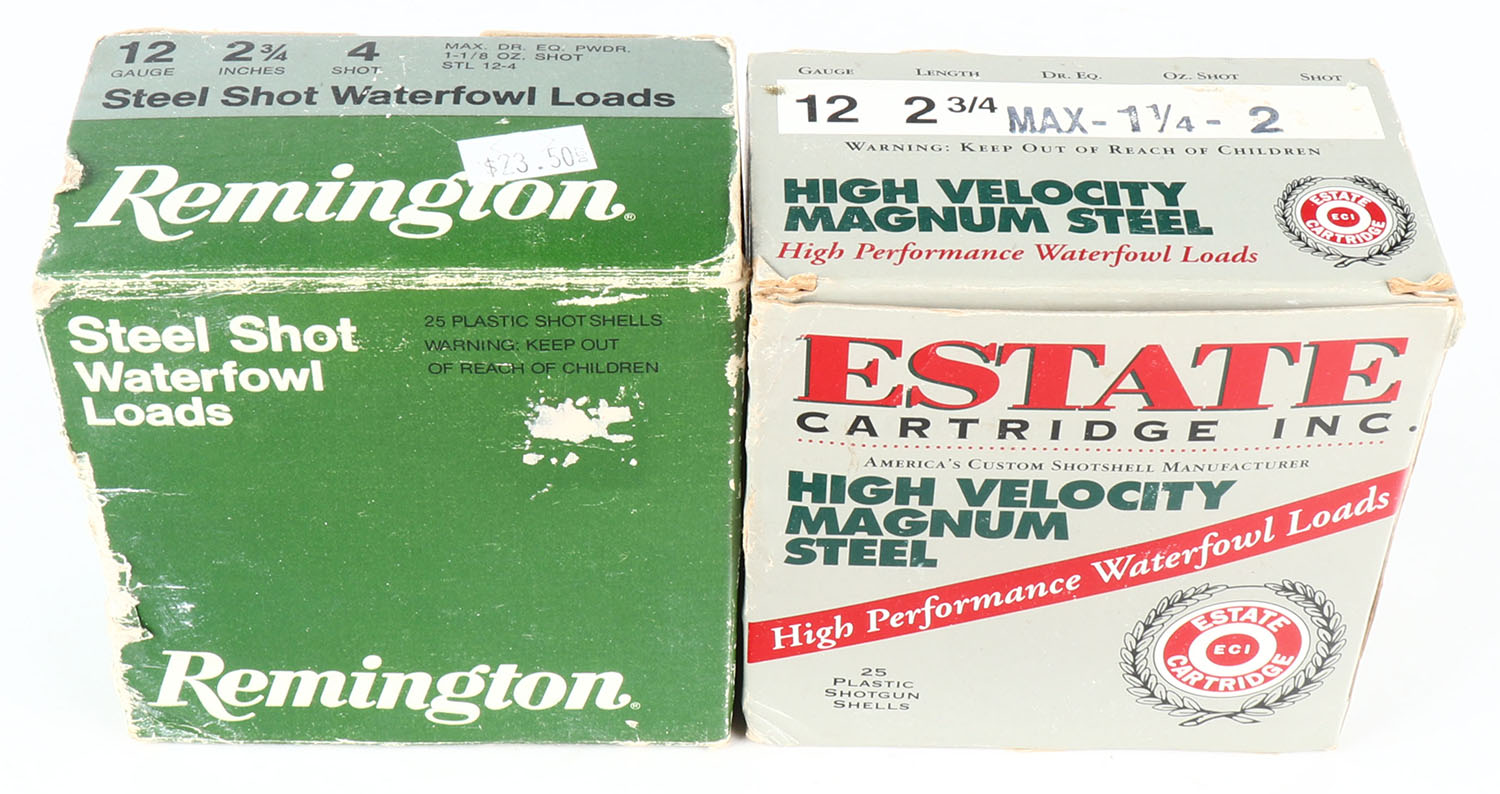 12 2 3/4 4 MAX. DR. EQ. PWDR.
GAUGE INCHES SHOT 1-1/8 OZ. SHOT
STL 12-4
Steel Shot Waterfowl Loads
$23.50
Remington®
Steel Shot
Waterfowl
Loads
25 PLASTIC SHOTSHELLS
WARNING: KEEP OUT
OF REACH OF CHILDREN
Remington®
GAUGE LENGTH DR. EQ. OZ. SHOT SHOT
12 2 3/4 MAX- 1 1/4 - 2
WARNING: KEEP OUT OF REACH OF CHILDREN
HIGH VELOCITY
MAGNUM STEEL
High Performance Waterfowl Loads
ESTATE
ECI
CARTRIDGE
ESTATE
CARTRIDGE INC.
AMERICA'S CUSTOM SHOTSHELL MANUFACTURER
HIGH VELOCITY
MAGNUM
STEEL
High Performance Waterfowl Loads
ESTATE
ECI
CARTRIDGE
25
PLASTIC
SHOTGUN
SHELLS